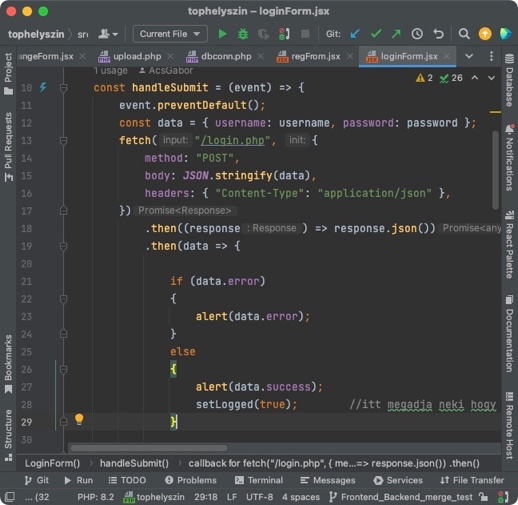 tophelyszin – loginForm.jsx
tophelyszin
Current File
Git:
angeForm.jsx upload.php dbconn.php regFrom.jsx loginForm.jsx
1 usage AcsGabor
2 26
10 const handleSubmit = (event) => {
11 event.preventDefault();
12 const data = { username: username, password: password };
13 fetch( input: "/login.php", init: {
14 method: "POST",
15 body: JSON.stringify(data),
16 headers: { "Content-Type": "application/json" },
17 }) Promise<Response>
18 .then((response : Response ) => response.json()) Promise<any
19 .then(data => {
20
21 if (data.error)
22 {
23 alert(data.error);
24 }
25 else
26 {
27 alert(data.success);
28 setLogged(true); //itt megadja neki hogy
29 }
30
Project
Pull Requests
Bookmarks
Structure
Database
Notifications
React Palette
Documentation
Remote Host
LoginForm() handleSubmit() callback for fetch("/login.php", { me...=> response.json()) .then()
Git Run TODO Problems Terminal Messages Services File Transfer
... (32 PHP: 8.2 tophelyszin 29:18 LF UTF-8 4 spaces Frontend_Backend_merge_test